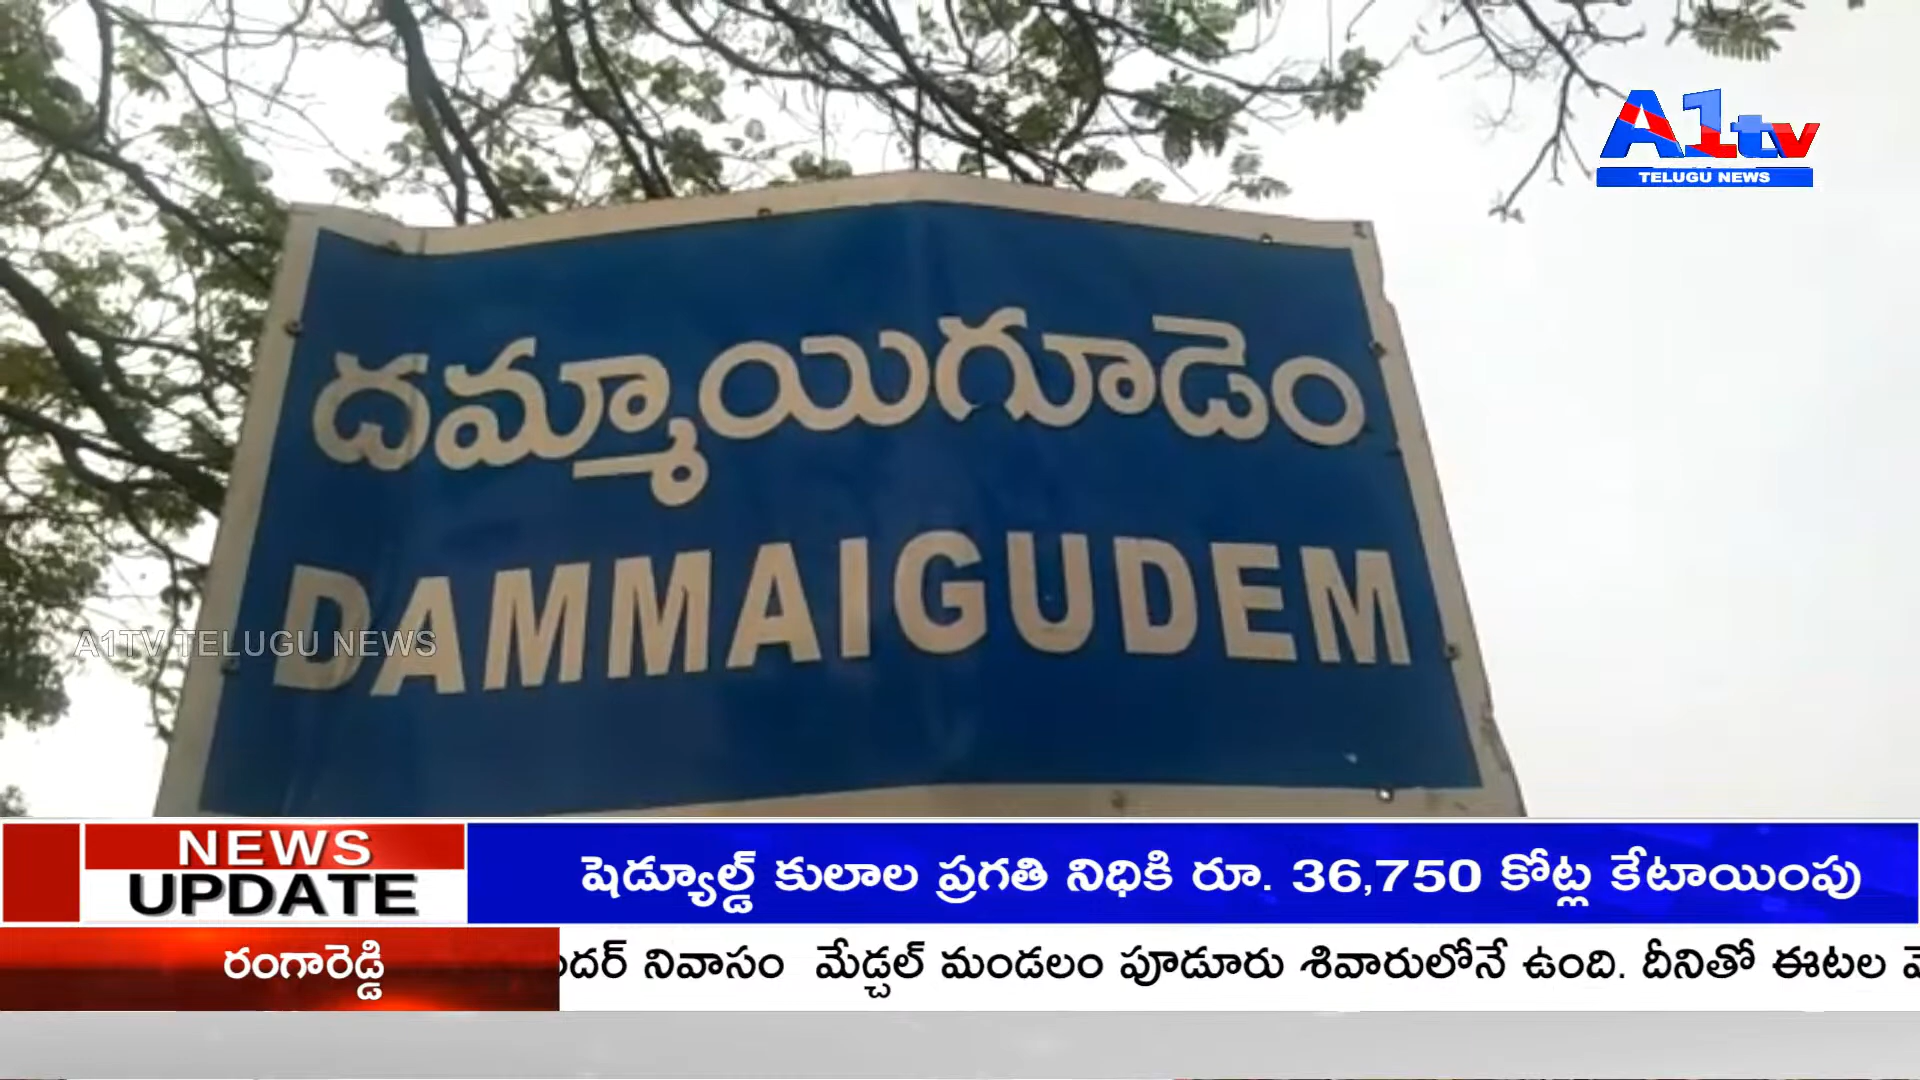 A1tv
TELUGU NEWS
దమ్మాయిగూడెం
DAMMAIGUDEM
A1TV TELUGU NEWS
NEWS
UPDATE
షెడ్యూల్డ్ కులాల ప్రగతి నిధికి రూ. 36,750 కోట్ల కేటాయింపు
రంగారెడ్డి
నివాసం మేడ్చల్ మండలం పూడూరు శివారులోనే ఉంది. దీనితో ఈటల